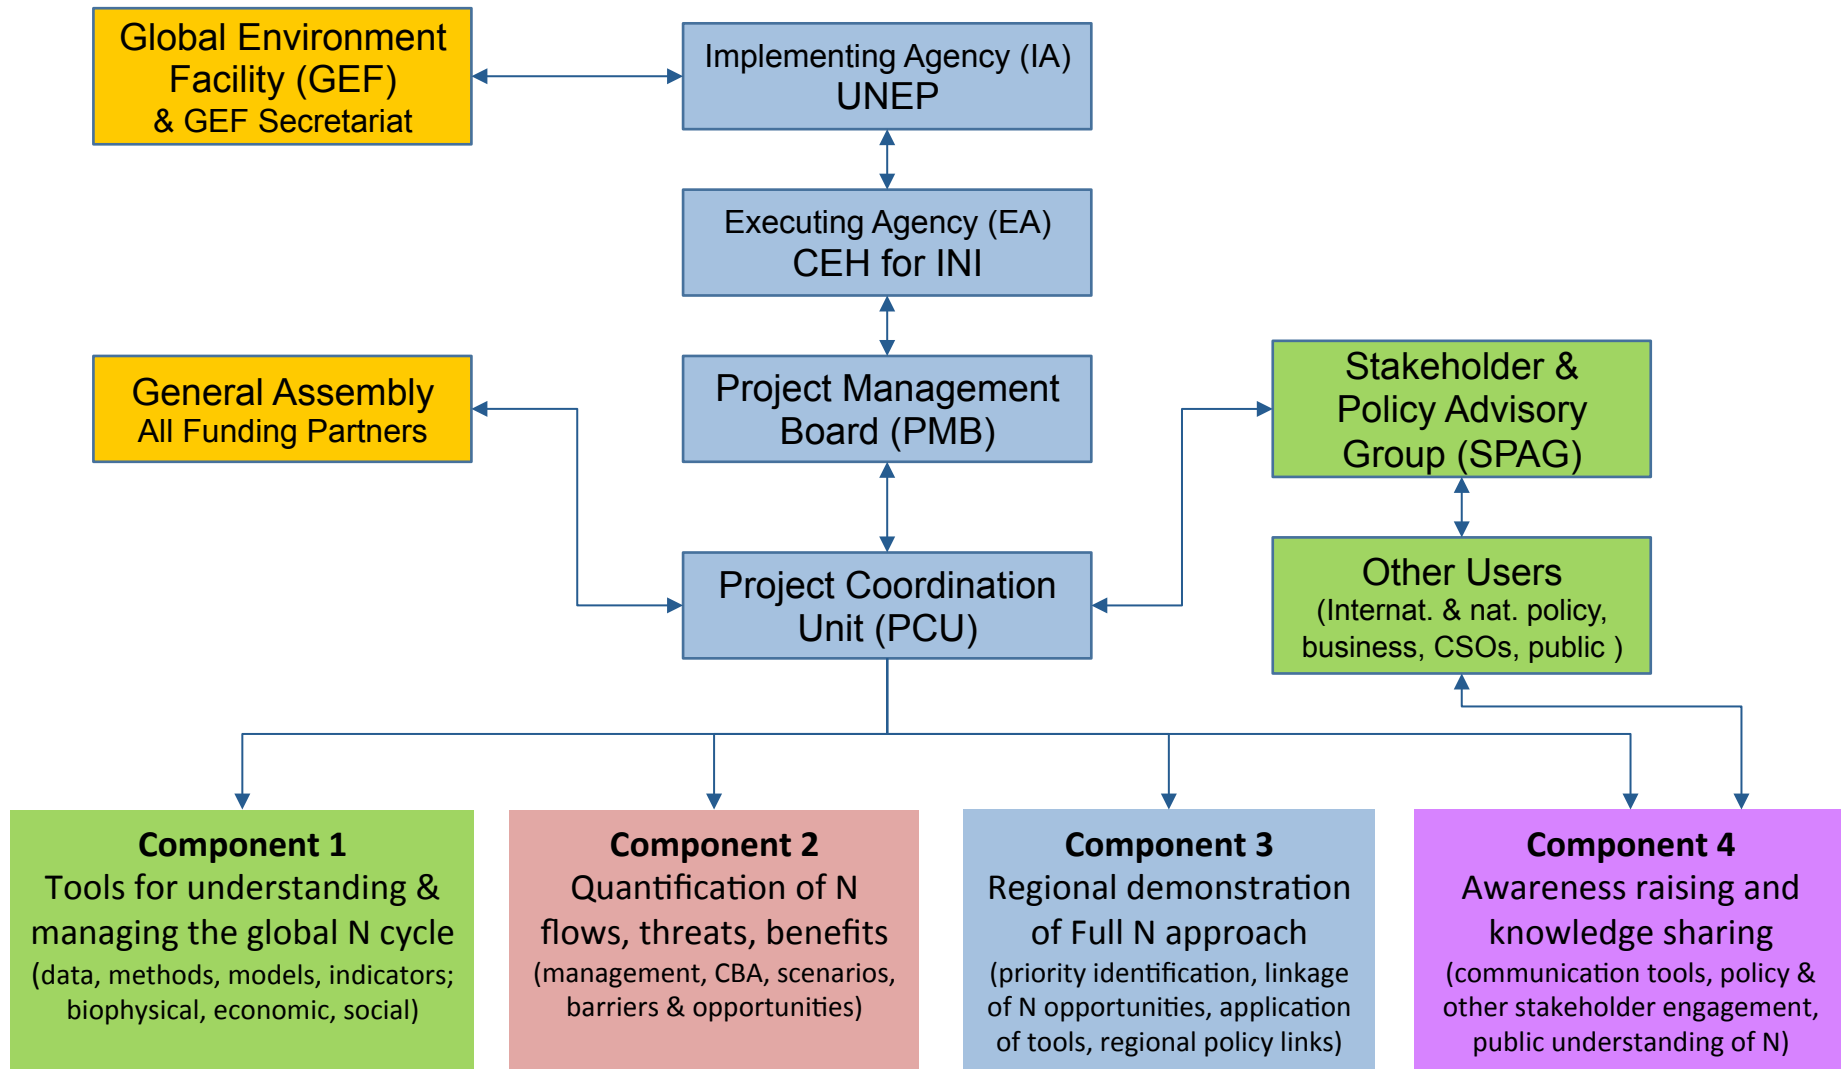 Global Environment
Facility (GEF)
& GEF Secretariat
Implementing Agency (IA)
UNEP
Executing Agency (EA)
CEH for INI
General Assembly
All Funding Partners
Project Management
Board (PMB)
Stakeholder &
Policy Advisory
Group (SPAG)
Project Coordination
Unit (PCU)
Other Users
(Internat. & nat. policy,
business, CSOs, public )
Component 1
Tools for understanding &
managing the global N cycle
(data, methods, models, indicators;
biophysical, economic, social)
Component 2
Quantification of N
flows, threats, benefits
(management, CBA, scenarios,
barriers & opportunities)
Component 3
Regional demonstration
of Full N approach
(priority identification, linkage
of N opportunities, application
of tools, regional policy links)
Component 4
Awareness raising and
knowledge sharing
(communication tools, policy &
other stakeholder engagement,
public understanding of N)